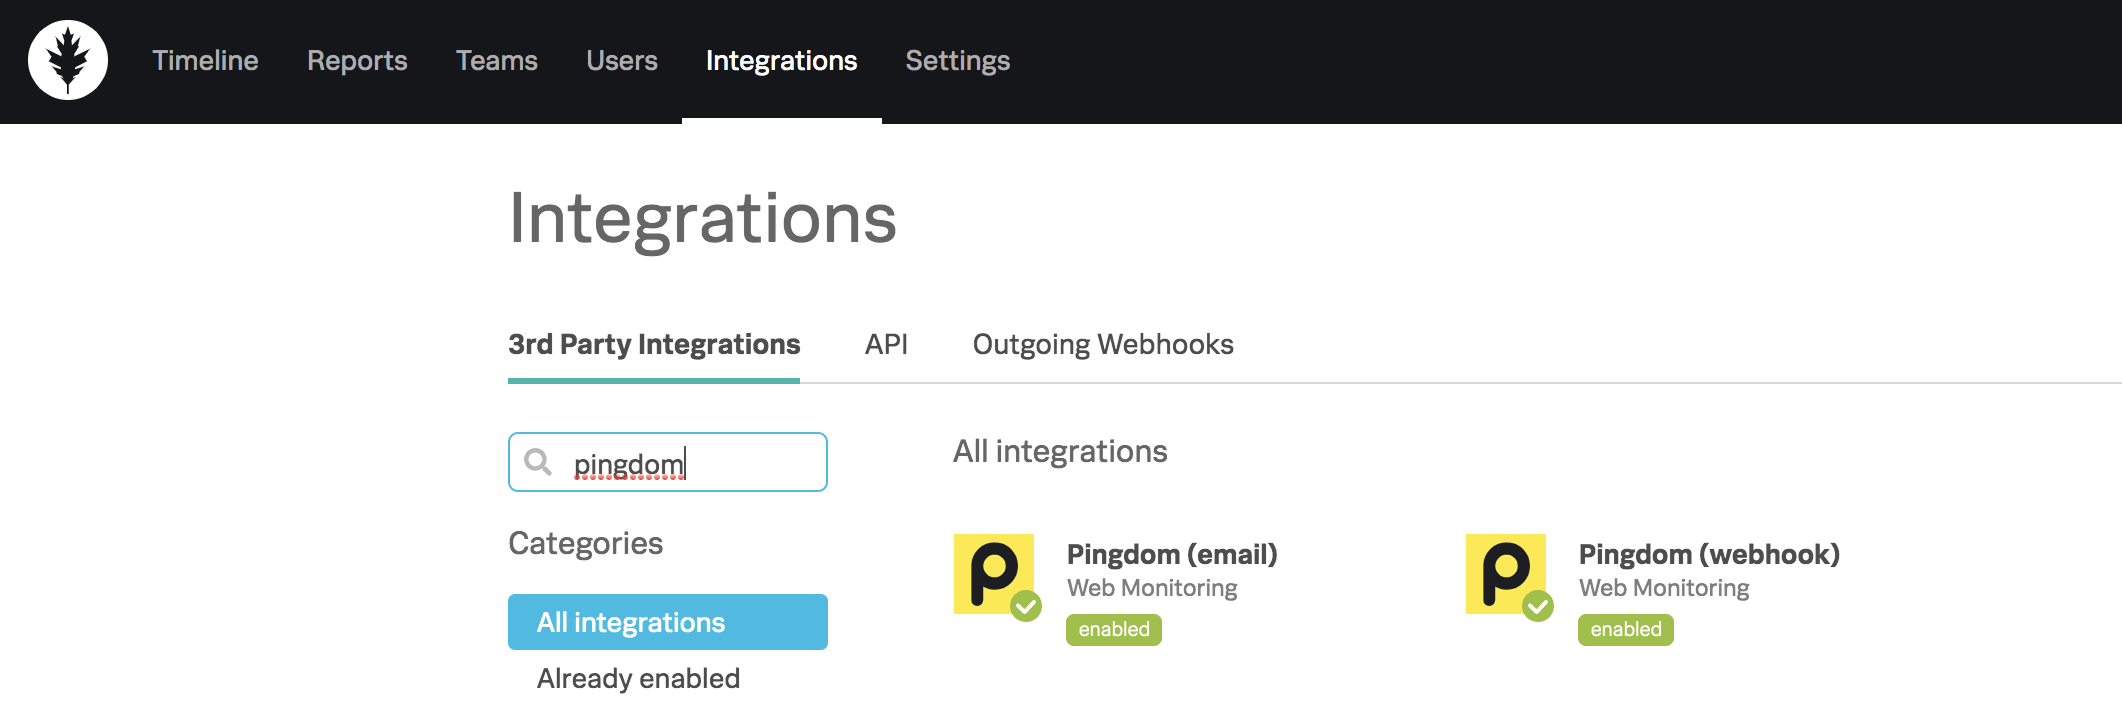 Timeline Reports Teams Users Integrations Settings
Integrations
3rd Party Integrations API Outgoing Webhooks
pingdom
Categories
All integrations
Already enabled
All integrations
Pingdom (email)
Web Monitoring
enabled
Pingdom (webhook)
Web Monitoring
enabled